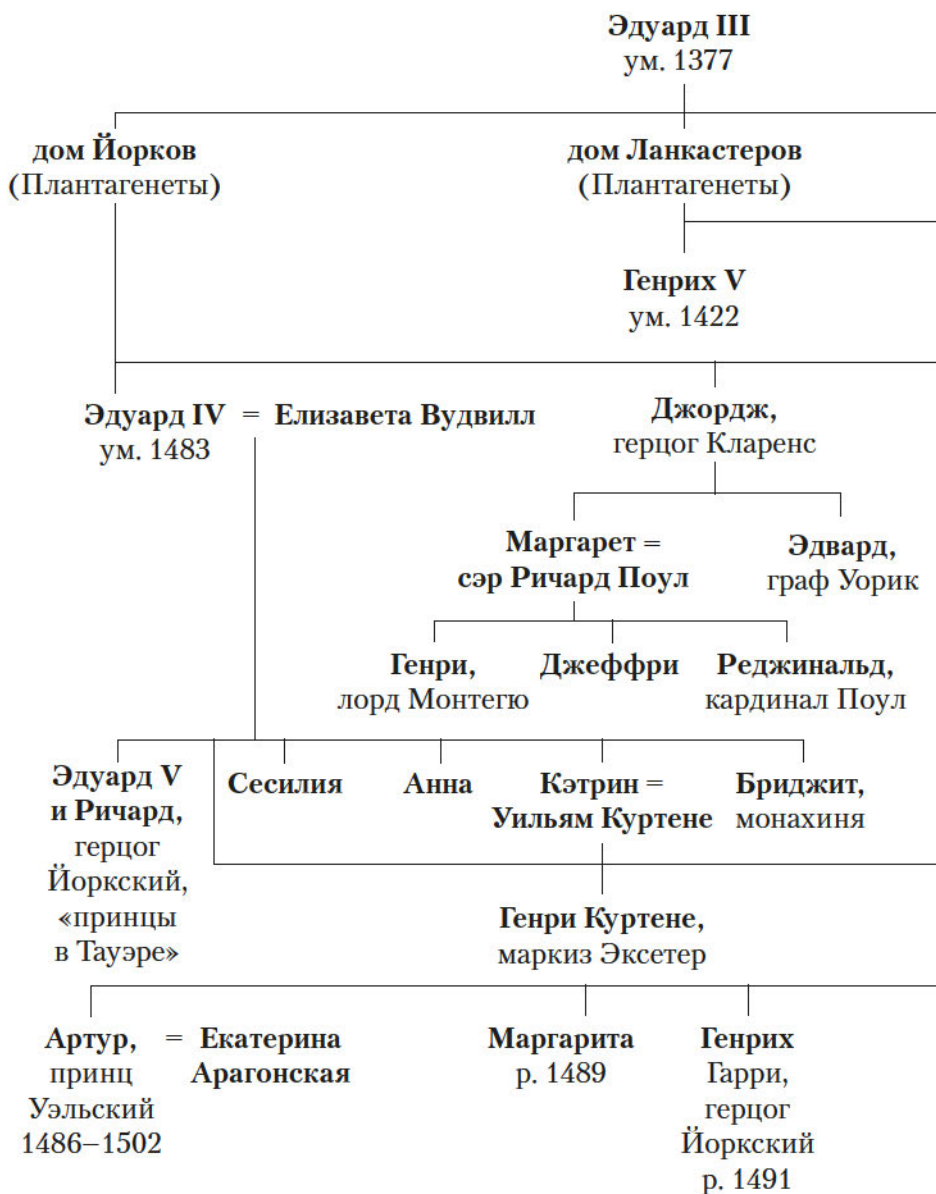 Эдуард III
ум. 1377
дом Йорков
(Плантагенеты)
дом Ланкастеров
(Плантагенеты)
Генрих V
ум. 1422
Эдуард IV = Елизавета Вудвилл
ум. 1483
Джордж,
герцог Кларенс
Маргарет =
сэр Ричард Поул
Эдвард,
граф Уорик
Генри,
лорд Монтегю
Джеффри
Реджинальд,
кардинал Поул
Эдуард V
и Ричард,
герцог
Йоркский,
«принцы
в Тауэре»
Сесилия
Анна
Кэтрин =
Уильям Куртене
Бриджит,
монахиня
Генри Куртене,
маркиз Эксетер
Артур,
принц
Уэльский
1486–1502
= Екатерина
Арагонская
Маргарита
р. 1489
Генрих
Гарри,
герцог
Йоркский
р. 1491